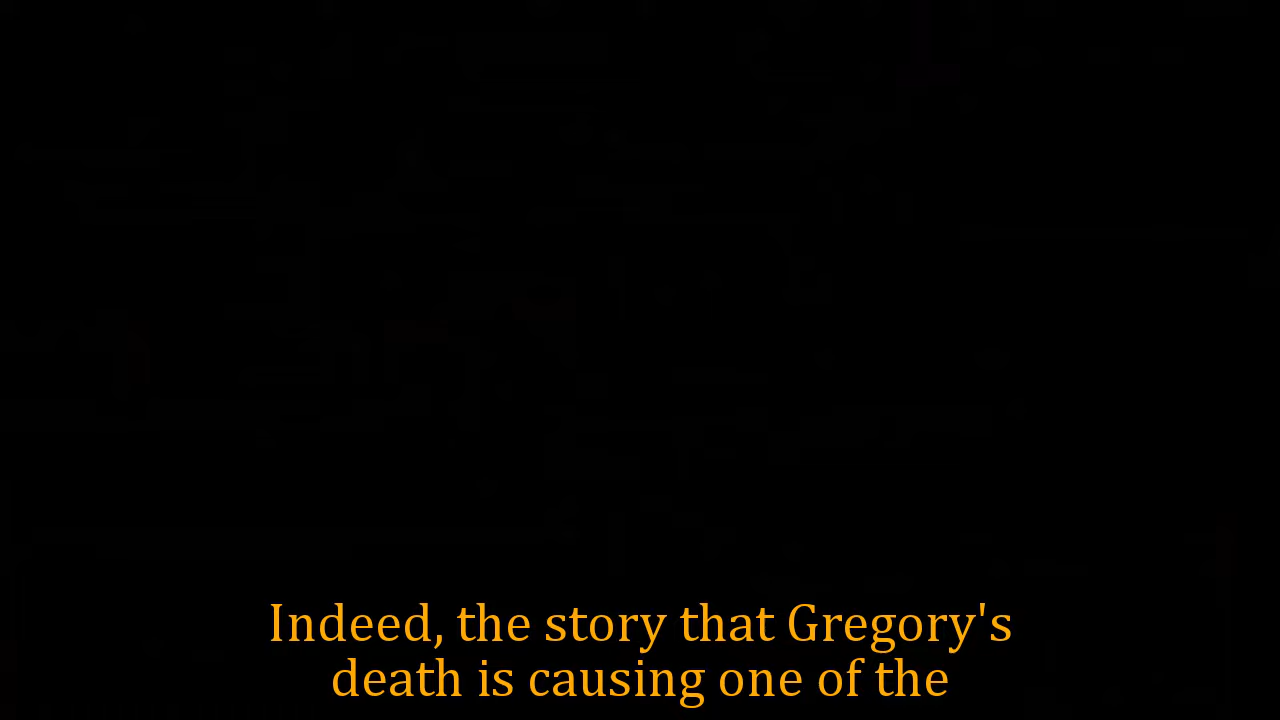 Indeed, the story that Gregory's
death is causing one of the